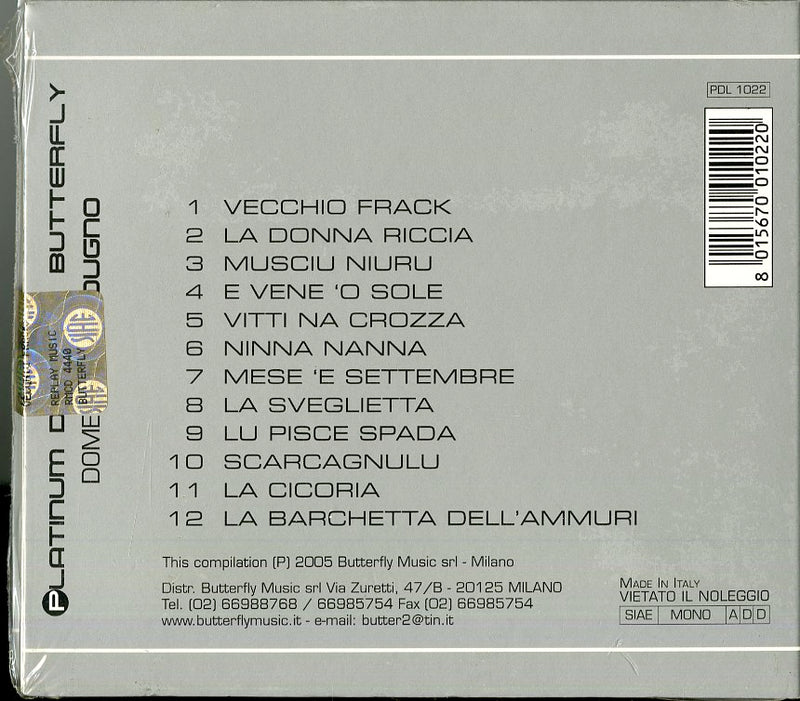 PLATINUM D BUTTERFLY
DOME UGNO
SIAE
REPLAY MUSIC
RMCD 4440
BUTTERFLY
PDL 1022
8 015670 010220
1 VECCHIO FRACK
2 LA DONNA RICCIA
3 MUSCIU NIURU
4 E VENE 'O SOLE
5 VITTI NA CROZZA
6 NINNA NANNA
7 MESE 'E SETTEMBRE
8 LA SVEGLIETTA
9 LU PISCE SPADA
10 SCARCAGNULU
11 LA CICORIA
12 LA BARCHETTA DELL'AMMURI
This compilation (P) 2005 Butterfly Music srl - Milano
Distr. Butterfly Music srl Via Zuretti, 47/B - 20125 MILANO
Tel. (02) 66988768 / 66985754 Fax (02) 66985754
www.butterflymusic.it - e-mail: butter2@tin.it
MADE IN ITALY
VIETATO IL NOLEGGIO
SIAE MONO A D D